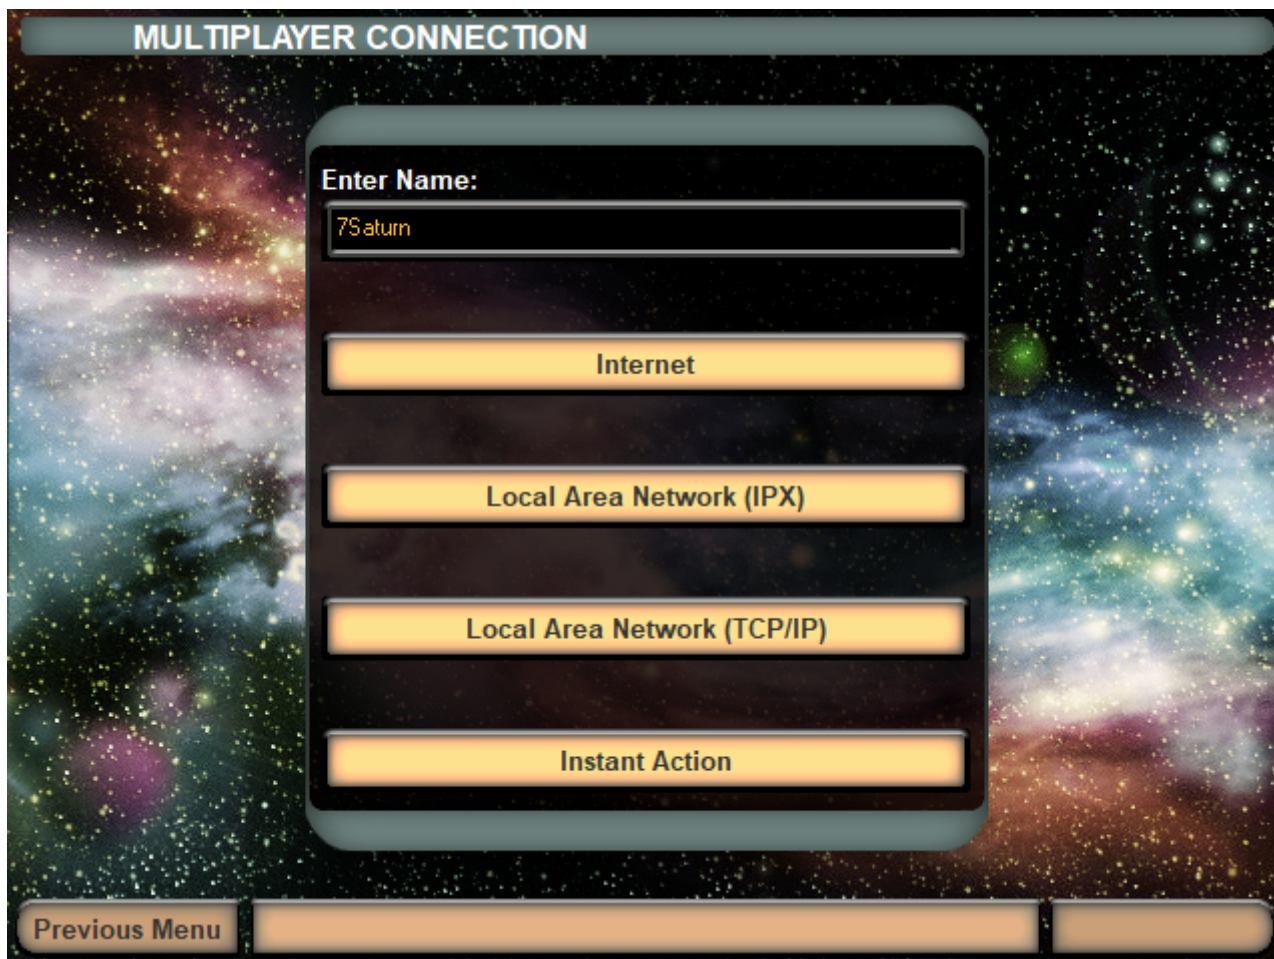 MULTIPLAYER CONNECTION
Enter Name:
7Saturn
Internet
Local Area Network (IPX)
Local Area Network (TCP/IP)
Instant Action
Previous Menu